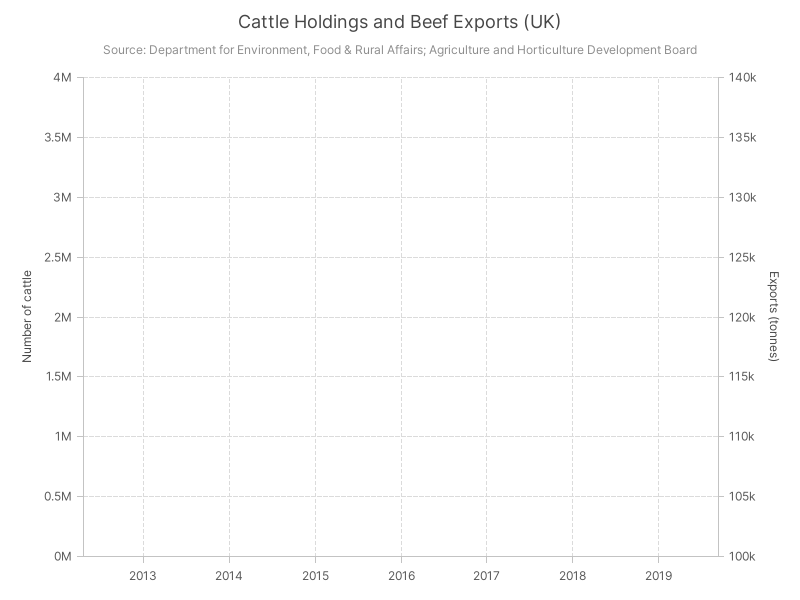 Cattle Holdings and Beef Exports (UK)
Source: Department for Environment, Food & Rural Affairs; Agriculture and Horticulture Development Board
4M
3.5M
3M
2.5M
2M
1.5M
1M
0.5M
0M
Number of cattle
140k
135k
130k
125k
120k
115k
110k
105k
100k
Exports (tonnes)
2013 2014 2015 2016 2017 2018 2019